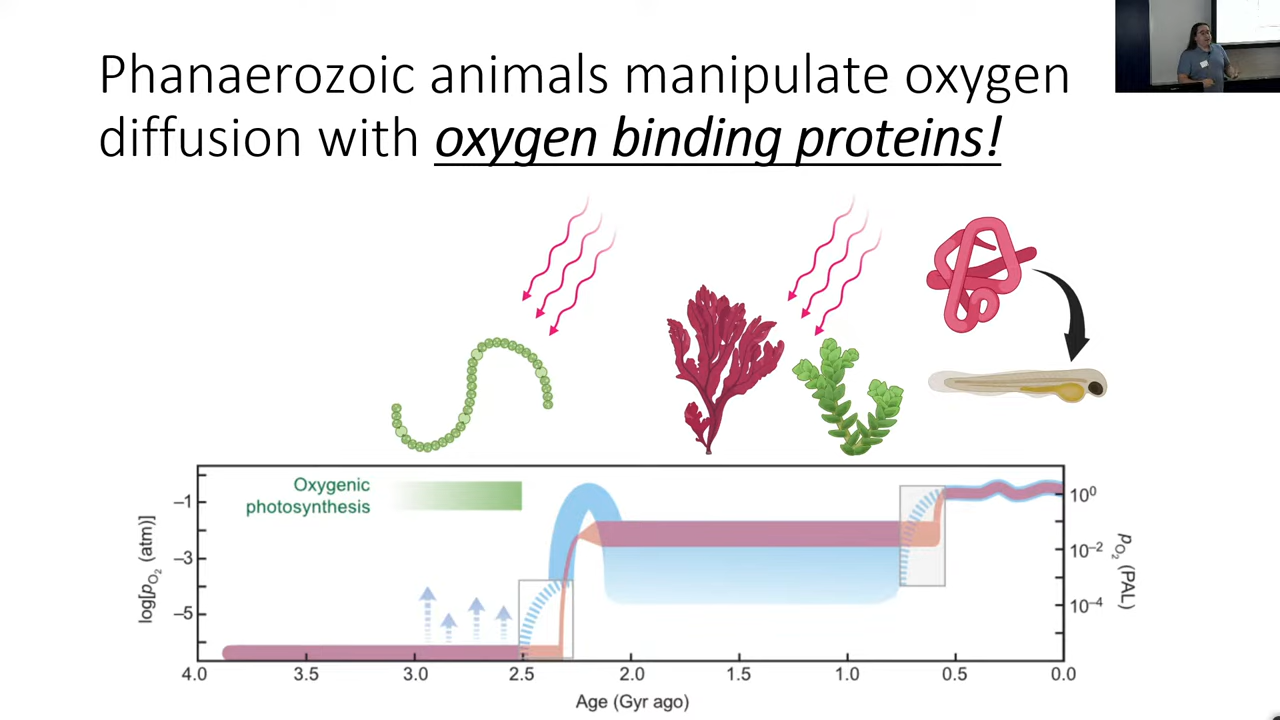 Phanaerozoic animals manipulate oxygen
diffusion with oxygen binding proteins!
Oxygenic
photosynthesis
log[pO₂ (atm)]
−1
−3
−5
10⁰
10⁻²
10⁻⁴
pO₂ (PAL)
4.0 3.5 3.0 2.5 2.0 1.5 1.0 0.5 0.0
Age (Gyr ago)